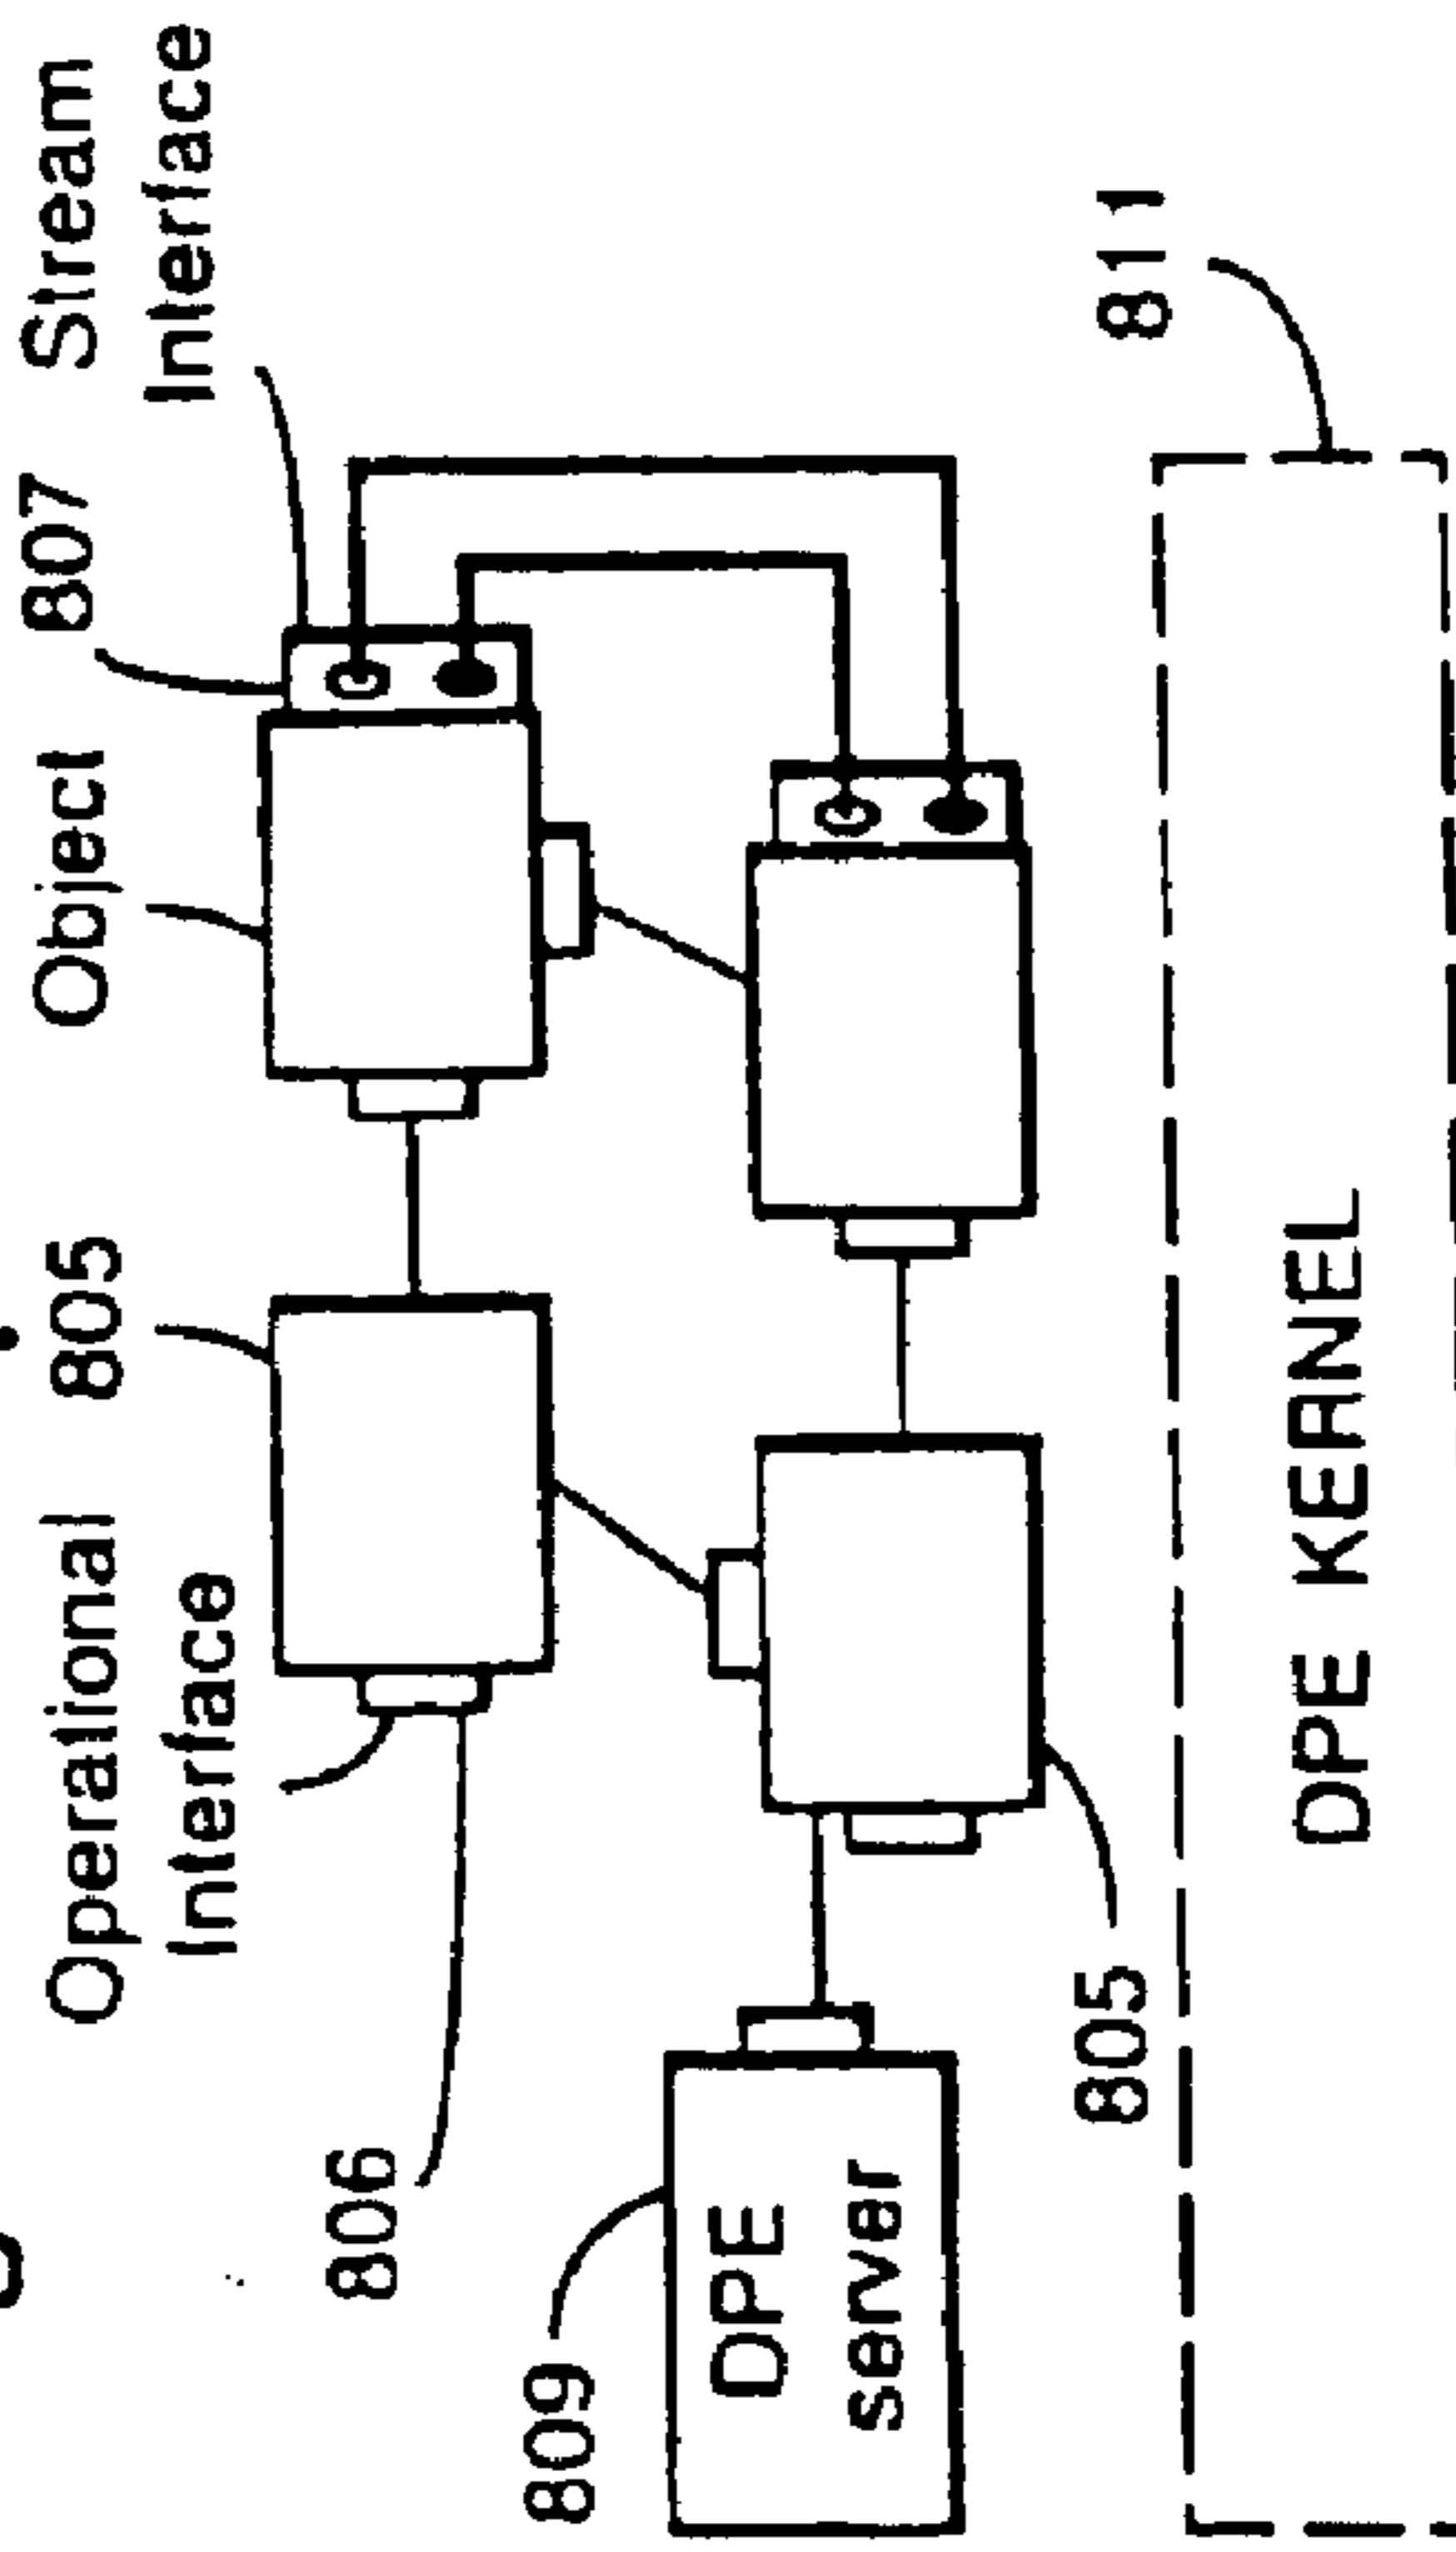 Operational
Interface
805
Object
807
Stream
Interface
806
809
DPE
server
805
811
DPE KERNEL